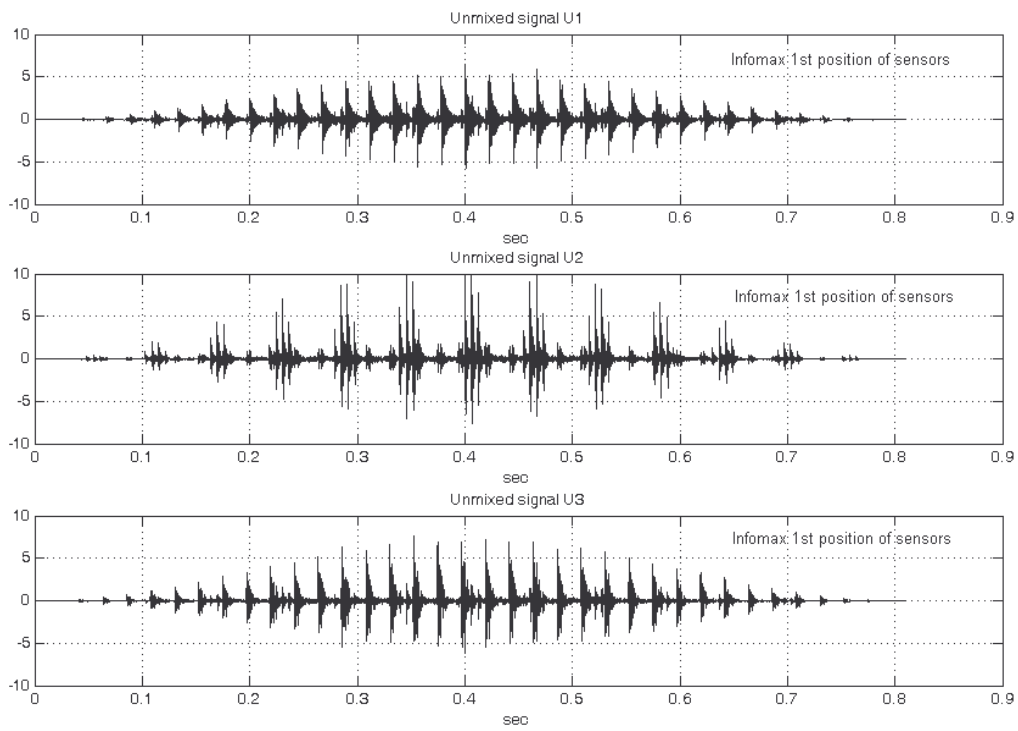 Unmixed signal U1
10
Infomax 1st position of sensors
5
0
-5
-10
0 0.1 0.2 0.3 0.4 0.5 0.6 0.7 0.8 0.9
sec
Unmixed signal U2
10
Infomax 1st position of sensors
5
0
-5
-10
0 0.1 0.2 0.3 0.4 0.5 0.6 0.7 0.8 0.9
sec
Unmixed signal U3
10
Infomax 1st position of sensors
5
0
-5
-10
0 0.1 0.2 0.3 0.4 0.5 0.6 0.7 0.8 0.9
sec